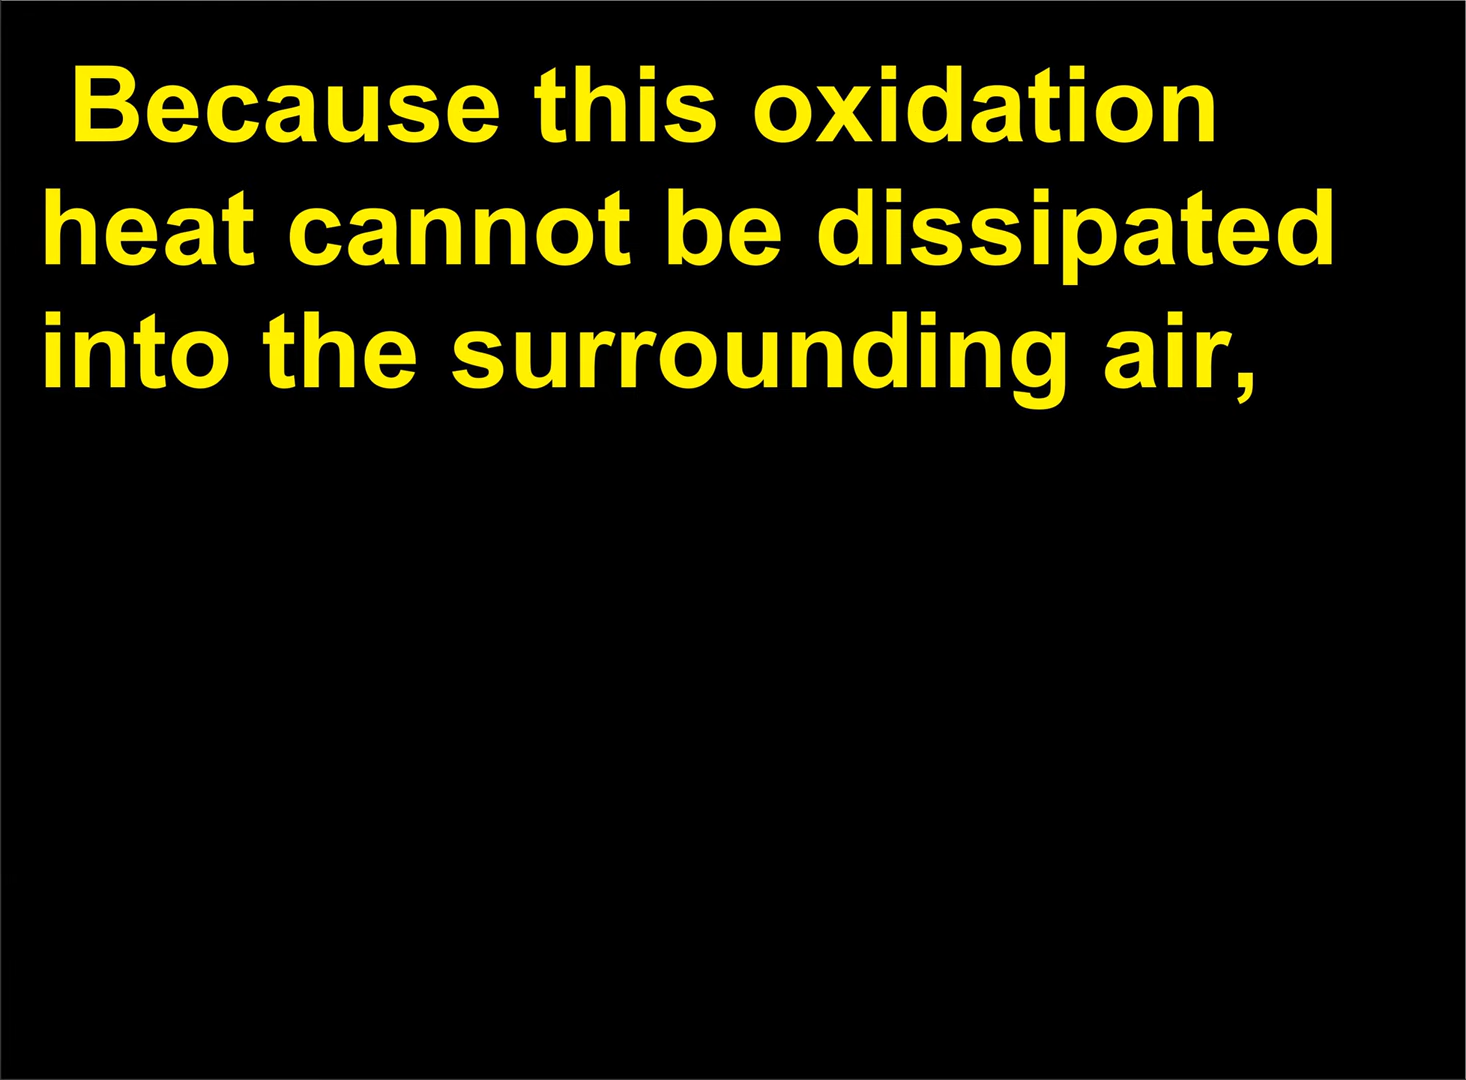 Because this oxidation
heat cannot be dissipated
into the surrounding air,